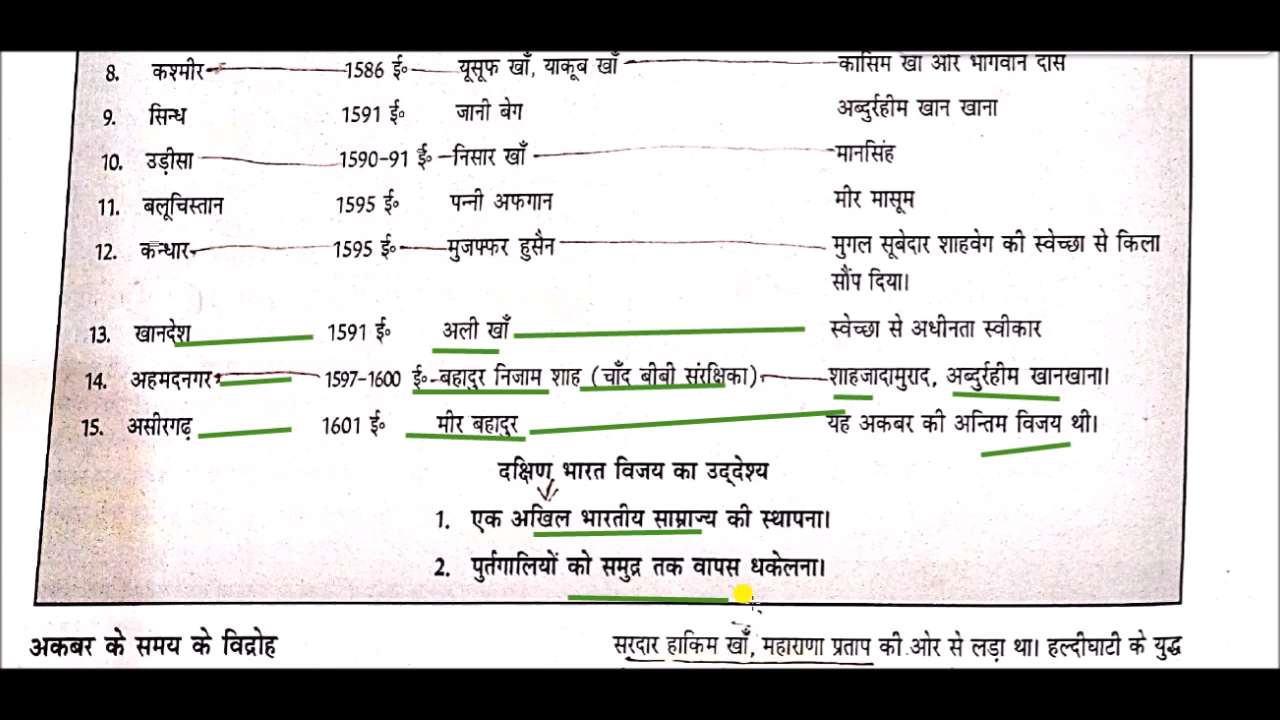 8. कश्मीर 1586 ई॰ यूसूफ खाँ, याकूब खाँ कासिम खाँ और भागवान दास
9. सिन्ध 1591 ई॰ जानी बेग अब्दुर्रहीम खान खाना
10. उड़ीसा 1590-91 ई॰ निसार खाँ मानसिंह
11. बलूचिस्तान 1595 ई॰ पन्नी अफगान मीर मासूम
12. कन्धार 1595 ई॰ मुजफ्फर हुसैन मुगल सूबेदार शाहवेग की स्वेच्छा से किला
सौंप दिया।
13. खानदेश 1591 ई॰ अली खाँ स्वेच्छा से अधीनता स्वीकार
14. अहमदनगर 1597-1600 ई॰ बहादुर निजाम शाह (चाँद बीबी संरक्षिका) शाहजादामुराद, अब्दुर्रहीम खानखाना।
15. असीरगढ़ 1601 ई॰ मीर बहादुर यह अकबर की अन्तिम विजय थी।
दक्षिण भारत विजय का उद्देश्य
1. एक अखिल भारतीय साम्राज्य की स्थापना।
2. पुर्तगालियों को समुद्र तक वापस धकेलना।
अकबर के समय के विद्रोह
सरदार हाकिम खाँ, महाराणा प्रताप की ओर से लड़ा था। हल्दीघाटी के युद्ध